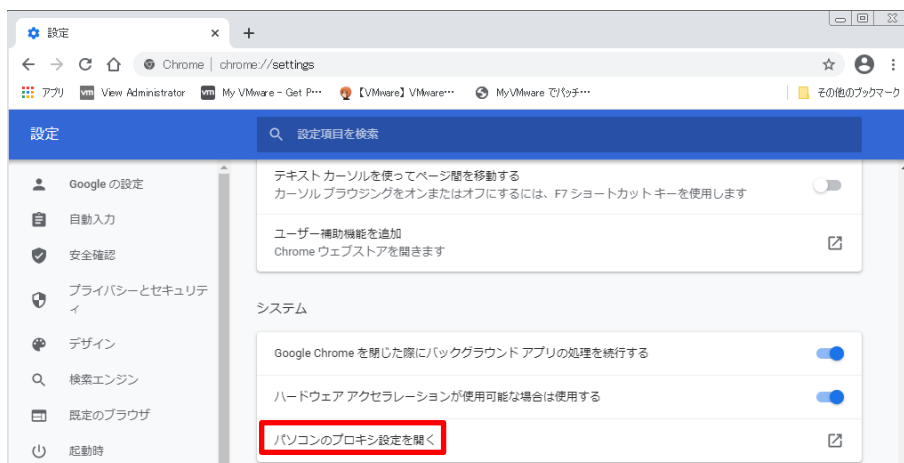 設定
Chrome | chrome://settings
アプリ vm View Administrator vm My VMware - Get P… 【VMware】VMware… MyVMware でパッチ… その他のブックマーク
設定
設定項目を検索
Google の設定
自動入力
安全確認
プライバシーとセキュリテ
ィ
デザイン
検索エンジン
既定のブラウザ
起動時
テキスト カーソルを使ってページ間を移動する
カーソル ブラウジングをオンまたはオフにするには、F7 ショートカット キーを使用します
ユーザー補助機能を追加
Chrome ウェブストアを開きます
システム
Google Chrome を閉じた際にバックグラウンド アプリの処理を続行する
ハードウェア アクセラレーションが使用可能な場合は使用する
パソコンのプロキシ設定を開く